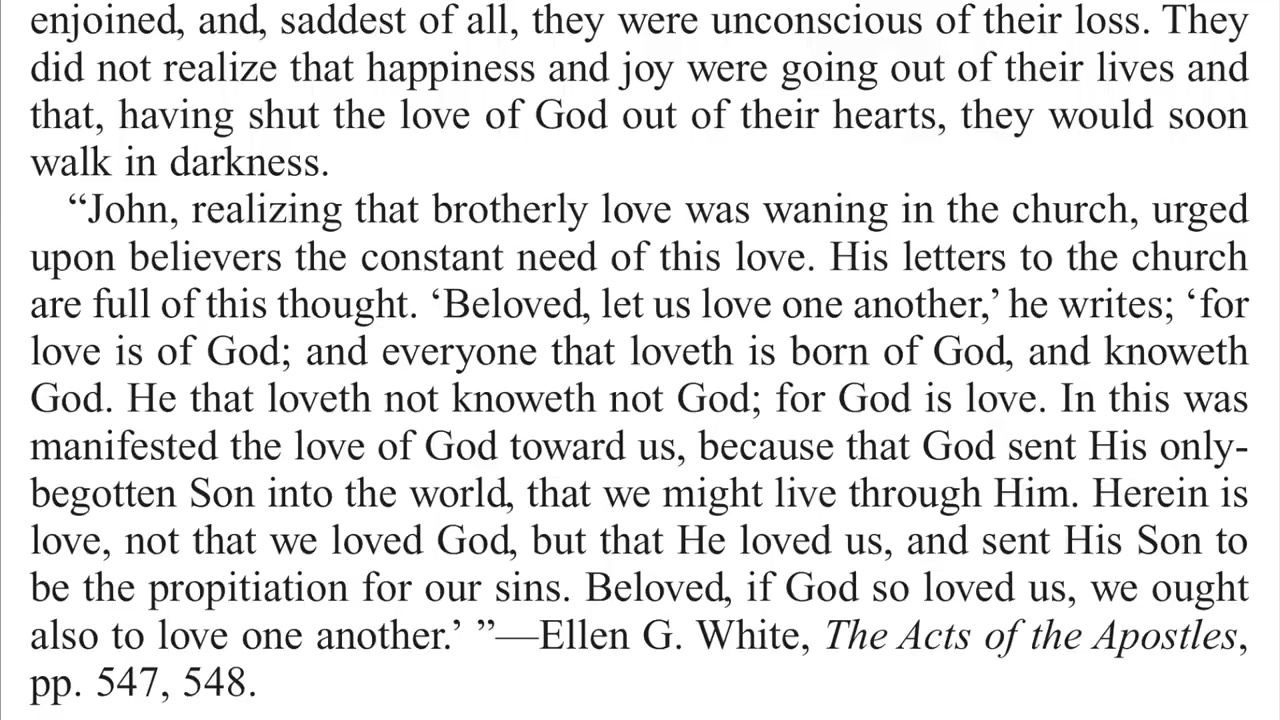 enjoined, and, saddest of all, they were unconscious of their loss. They
did not realize that happiness and joy were going out of their lives and
that, having shut the love of God out of their hearts, they would soon
walk in darkness.
“John, realizing that brotherly love was waning in the church, urged
upon believers the constant need of this love. His letters to the church
are full of this thought. ‘Beloved, let us love one another,’ he writes; ‘for
love is of God; and everyone that loveth is born of God, and knoweth
God. He that loveth not knoweth not God; for God is love. In this was
manifested the love of God toward us, because that God sent His only-
begotten Son into the world, that we might live through Him. Herein is
love, not that we loved God, but that He loved us, and sent His Son to
be the propitiation for our sins. Beloved, if God so loved us, we ought
also to love one another.’ ”—Ellen G. White, The Acts of the Apostles,
pp. 547, 548.